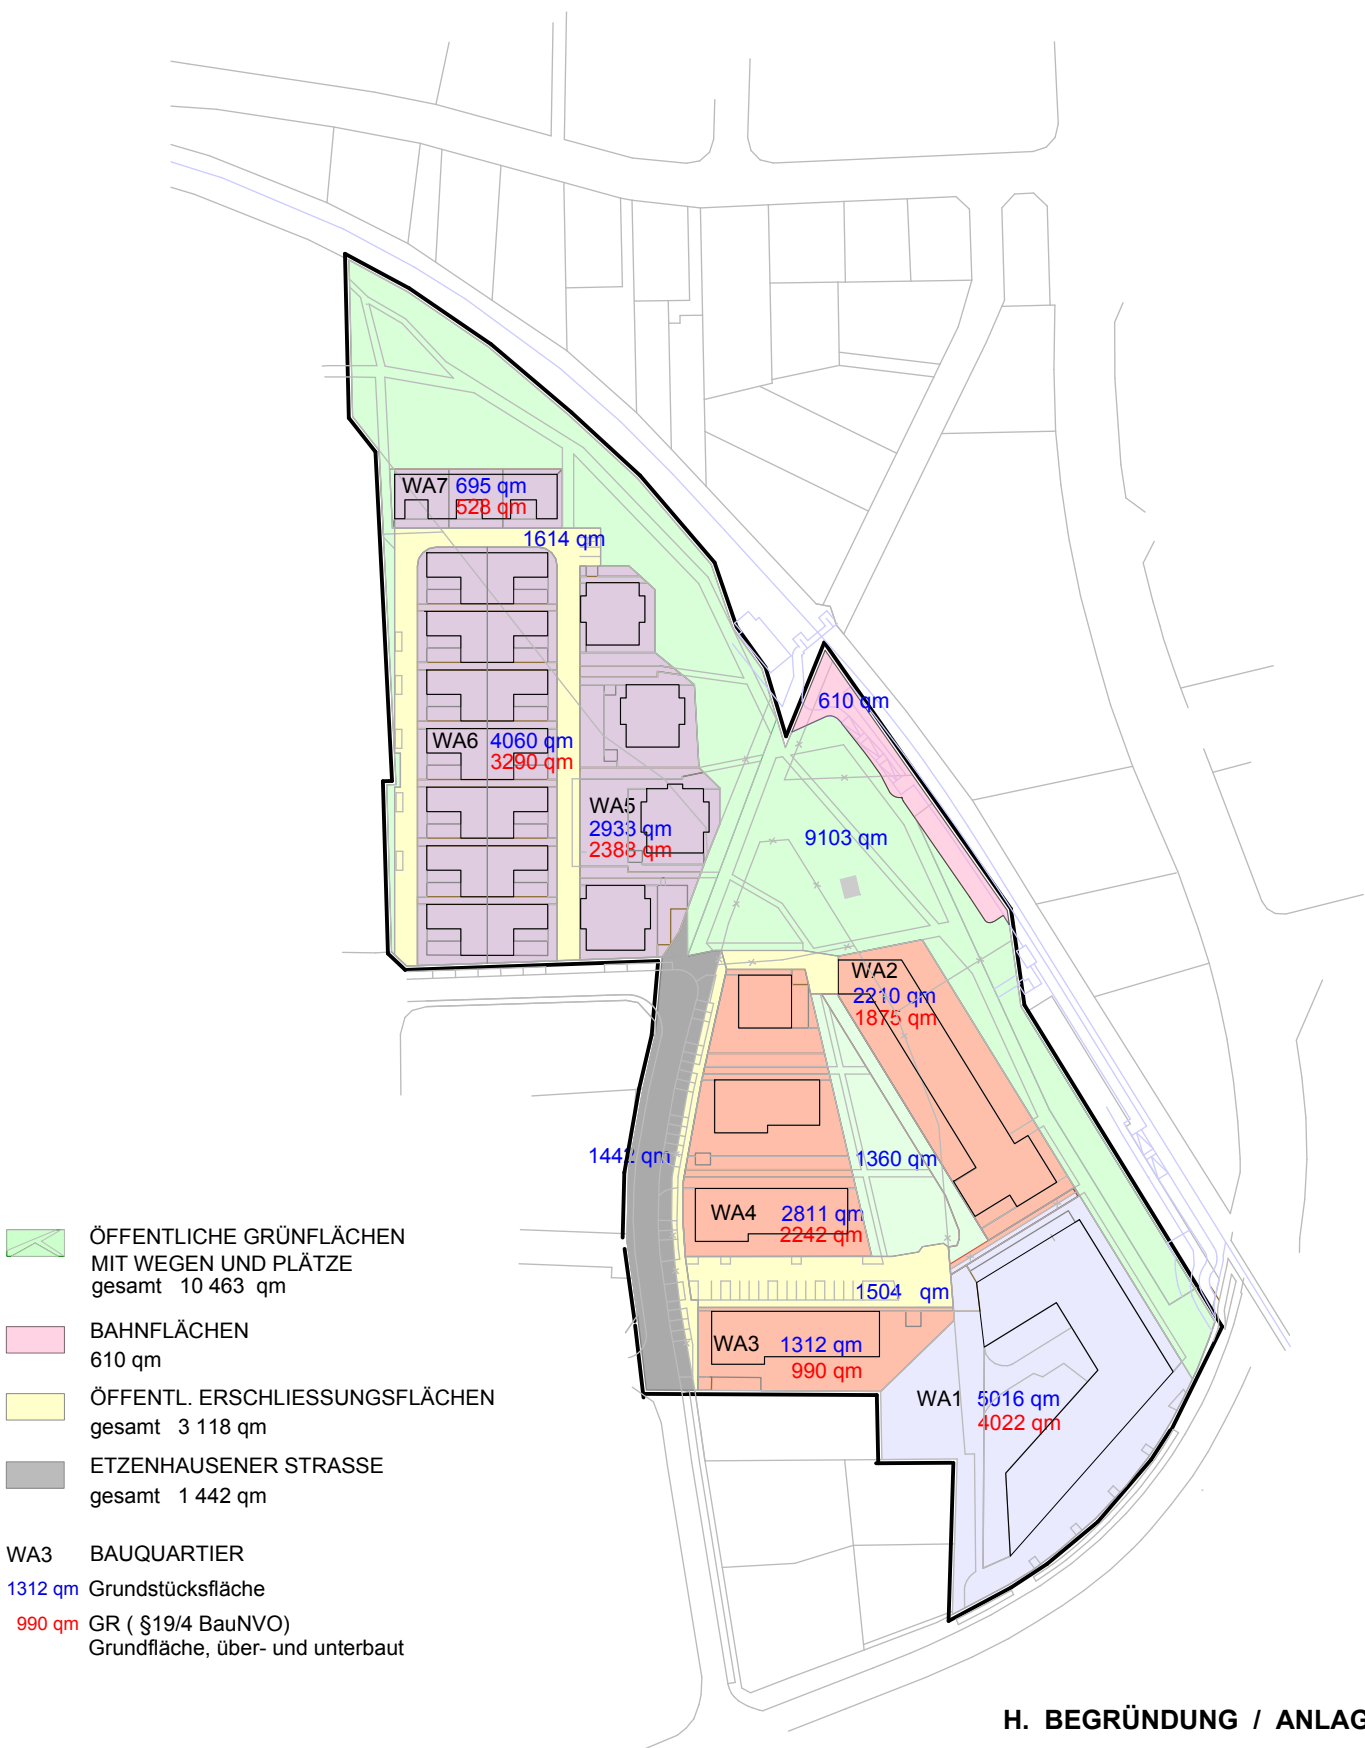 WA7 695 qm
528 qm
1614 qm
610 qm
WA6 4060 qm
3290 qm
WA5
2933 qm
2388 qm
9103 qm
WA2
2210 qm
1875 qm
1442 qm
1360 qm
WA4 2811 qm
2242 qm
1504 qm
WA3 1312 qm
990 qm
WA1 5016 qm
4022 qm
ÖFFENTLICHE GRÜNFLÄCHEN
MIT WEGEN UND PLÄTZE
gesamt 10 463 qm
BAHNFLÄCHEN
610 qm
ÖFFENTL. ERSCHLIESSUNGSFLÄCHEN
gesamt 3 118 qm
ETZENHAUSENER STRASSE
gesamt 1 442 qm
WA3 BAUQUARTIER
1312 qm Grundstücksfläche
990 qm GR ( §19/4 BauNVO)
Grundfläche, über- und unterbaut
H. BEGRÜNDUNG / ANLAG